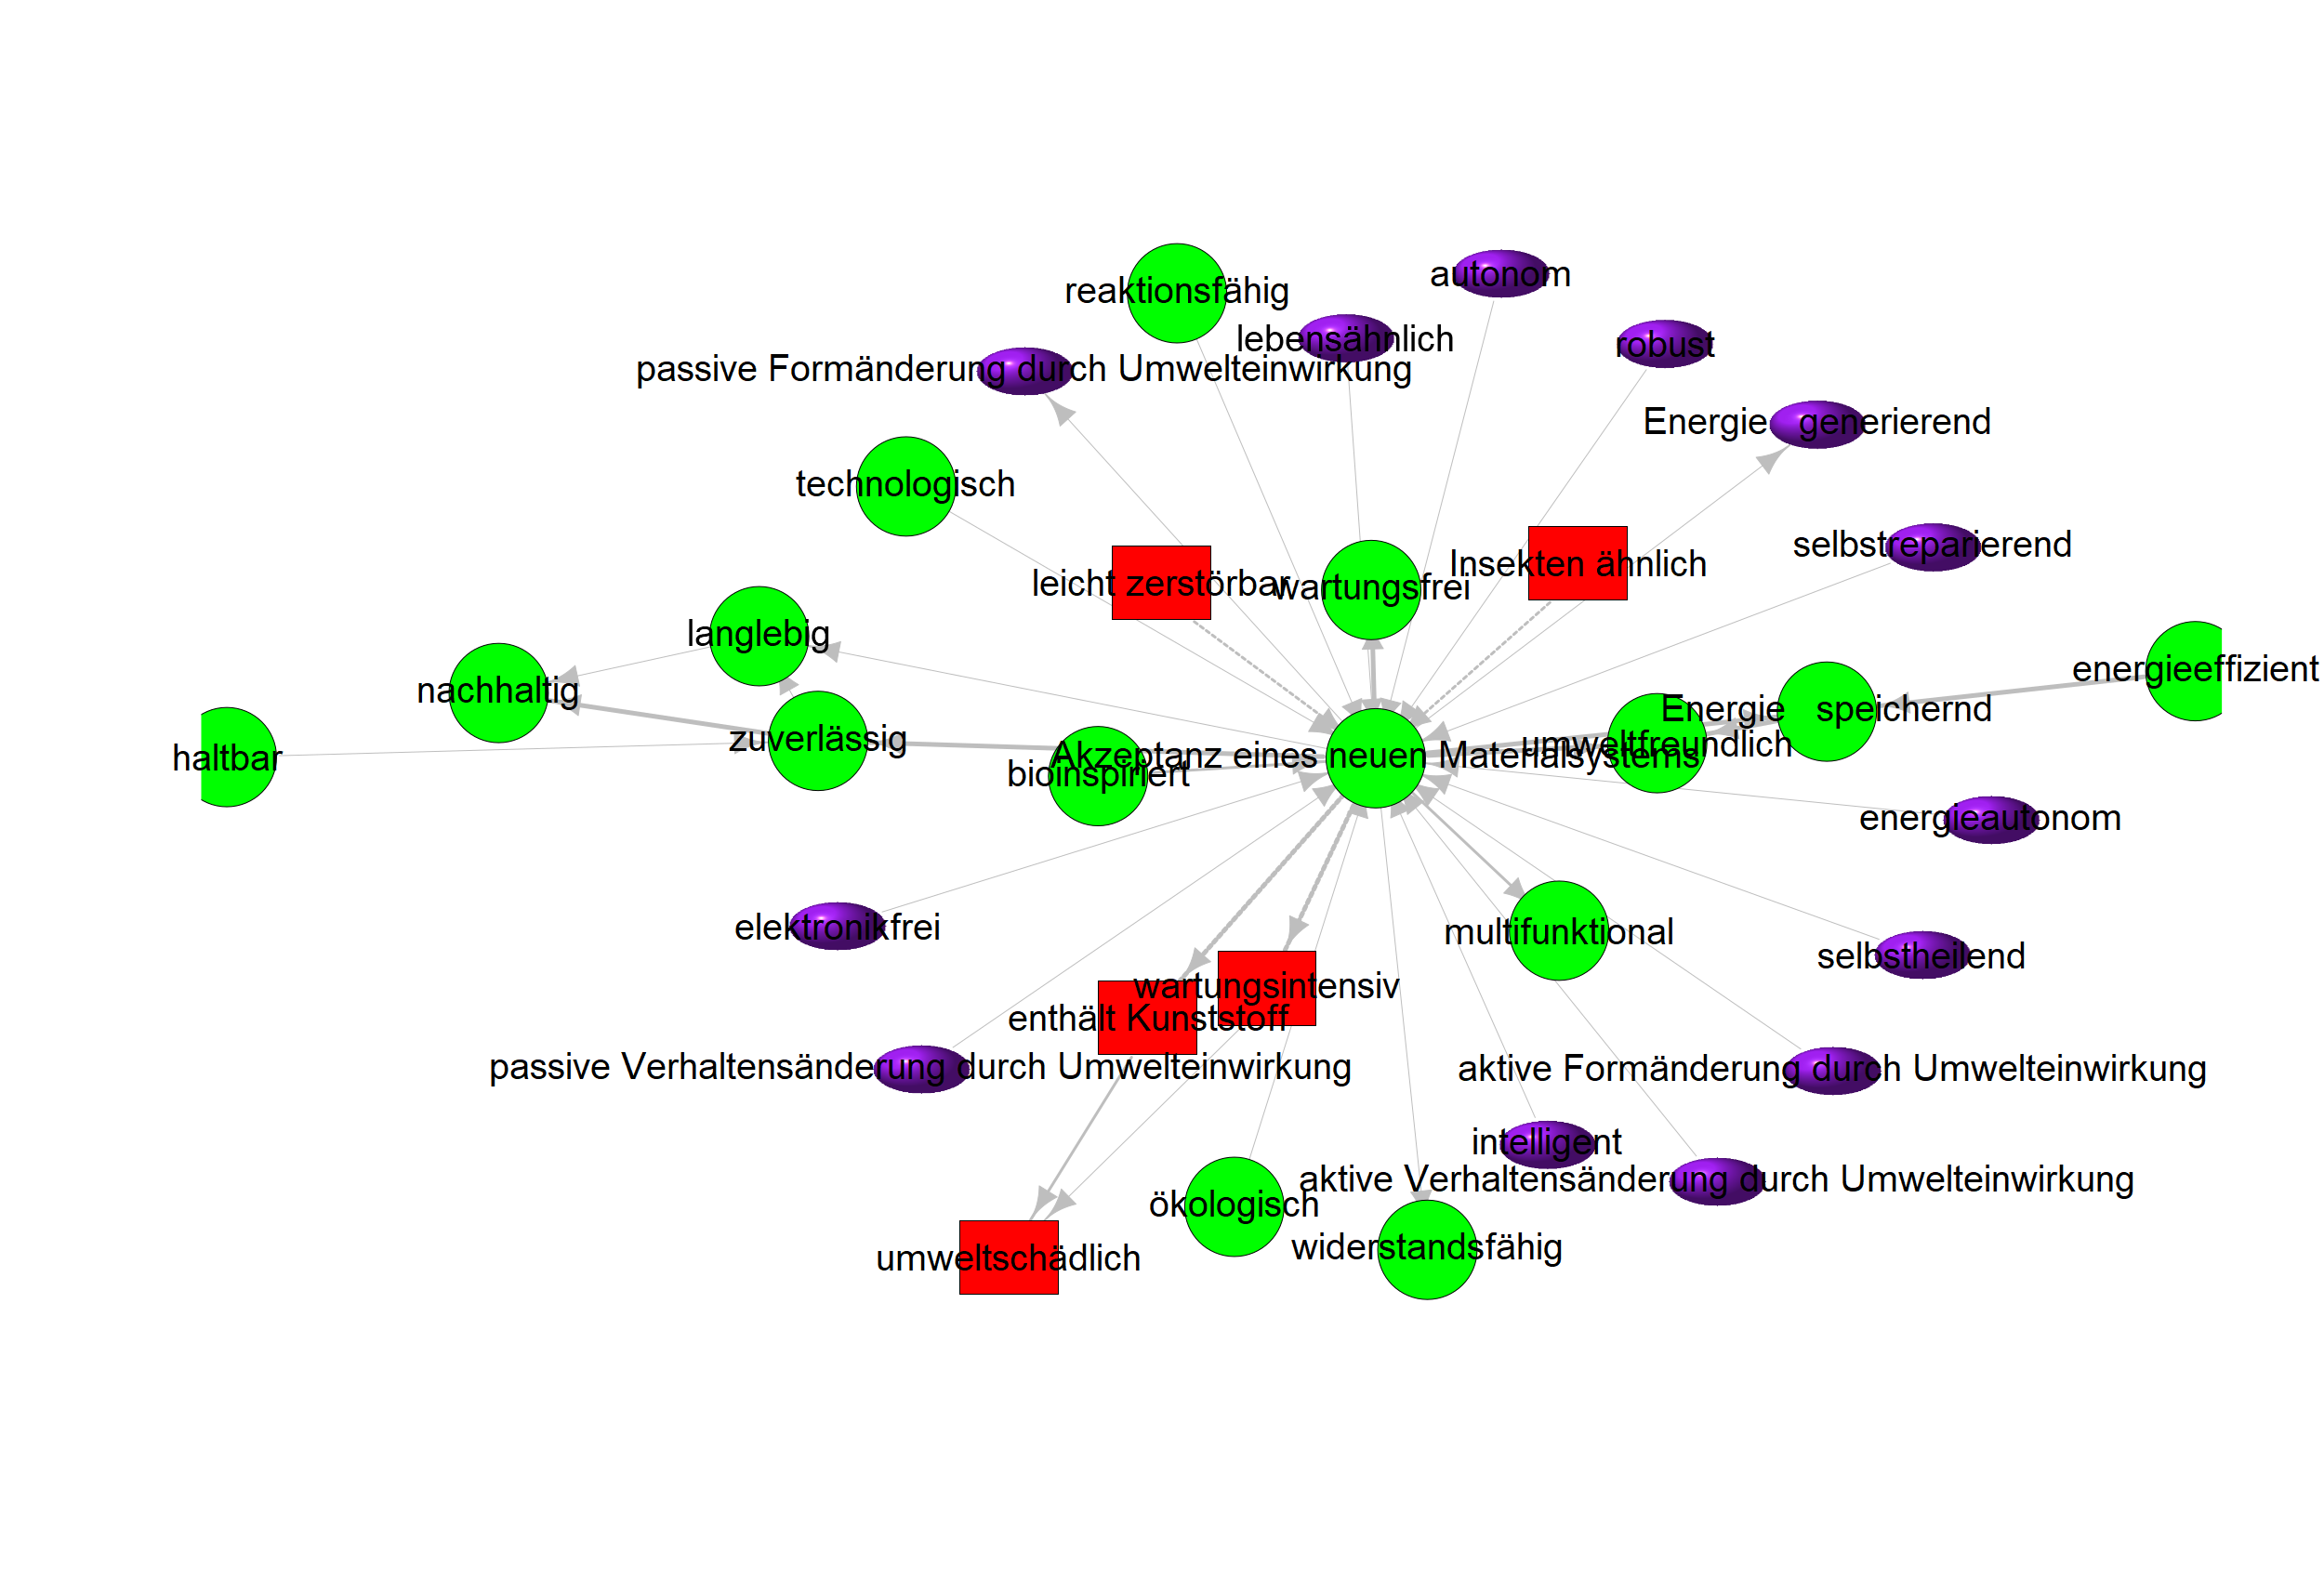 autonom
reaktionsfähig
lebensähnlich
robust
passive Formänderung durch Umwelteinwirkung
Energie generierend
technologisch
selbstreparierend
Insekten ähnlich
leicht zerstörbar
wartungsfrei
langlebig
energieeffizient
nachhaltig
Energie speichernd
zuverlässig
umweltfreundlich
haltbar
Akzeptanz eines neuen Materialsystems
bioinspiriert
energieautonom
elektronikfrei
multifunktional
selbstheilend
wartungsintensiv
enthält Kunststoff
passive Verhaltensänderung durch Umwelteinwirkung
aktive Formänderung durch Umwelteinwirkung
intelligent
aktive Verhaltensänderung durch Umwelteinwirkung
ökologisch
widerstandsfähig
umweltschädlich